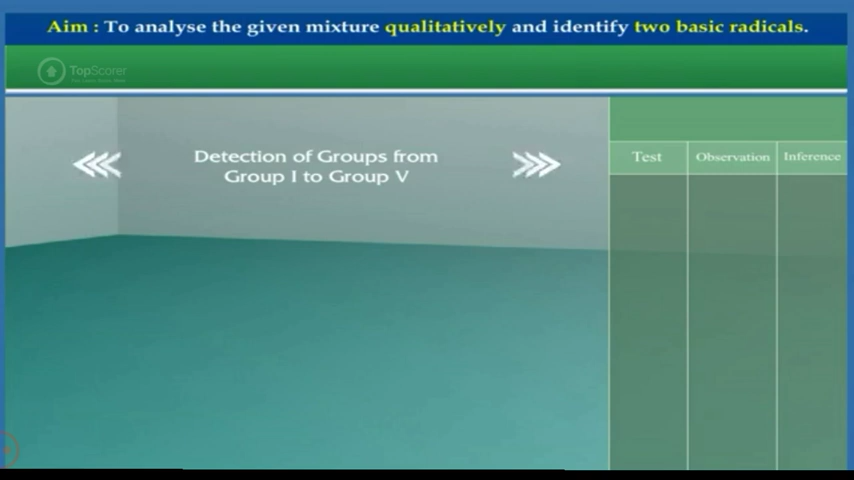 Aim : To analyse the given mixture qualitatively and identify two basic radicals.
TopScorer
Detection of Groups from
Group I to Group V
Test Observation Inference